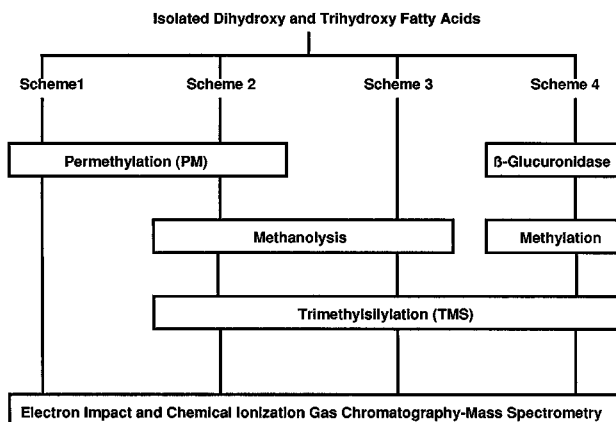 Isolated Dihydroxy and Trihydroxy Fatty Acids
Scheme1 Scheme 2 Scheme 3 Scheme 4
Permethylation (PM) ß-Glucuronidase
Methanolysis Methylation
Trimethylsilylation (TMS)
Electron Impact and Chemical Ionization Gas Chromatography-Mass Spectrometry